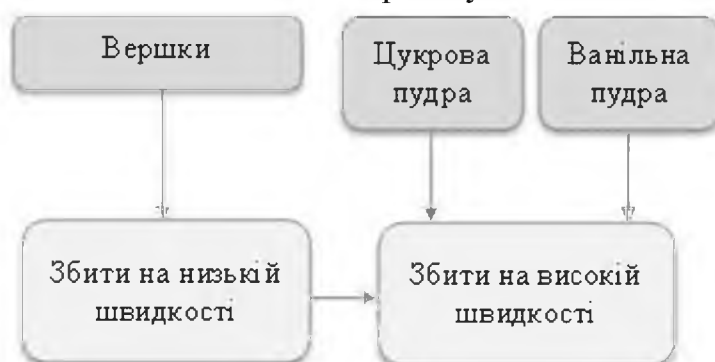 Вершки
Цукрова
пудра
Ванільна
пудра
Збити на низькій
швидкості
Збити на високій
швидкості